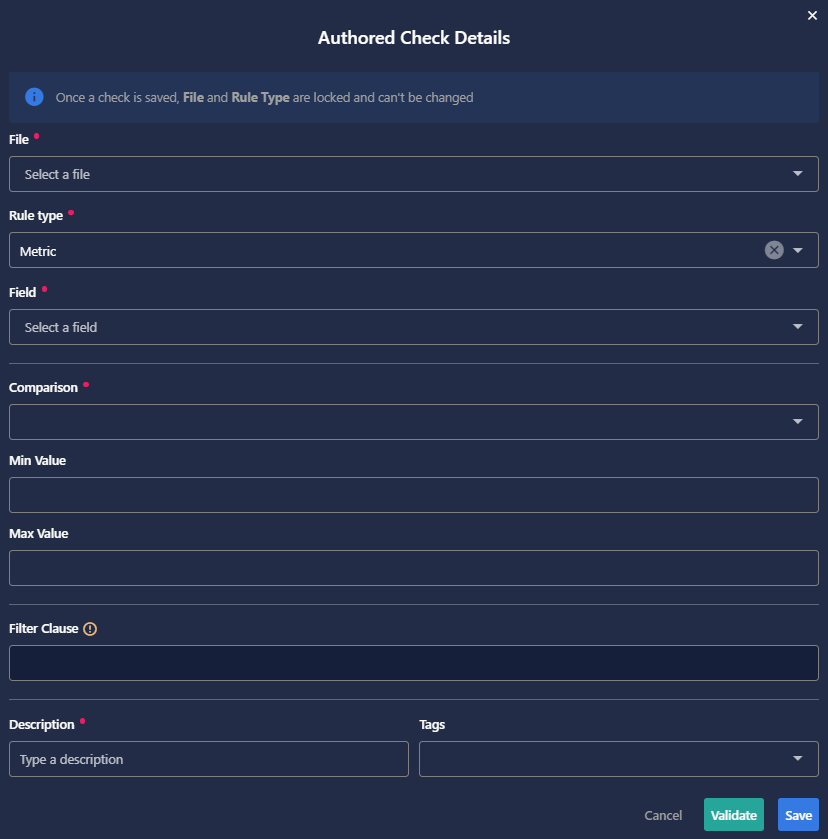 Authored Check Details
Once a check is saved, File and Rule Type are locked and can't be changed
File
Select a file
Rule type
Metric
Field
Select a field
Comparison
Min Value
Max Value
Filter Clause
Description
Tags
Type a description
Cancel
Validate
Save